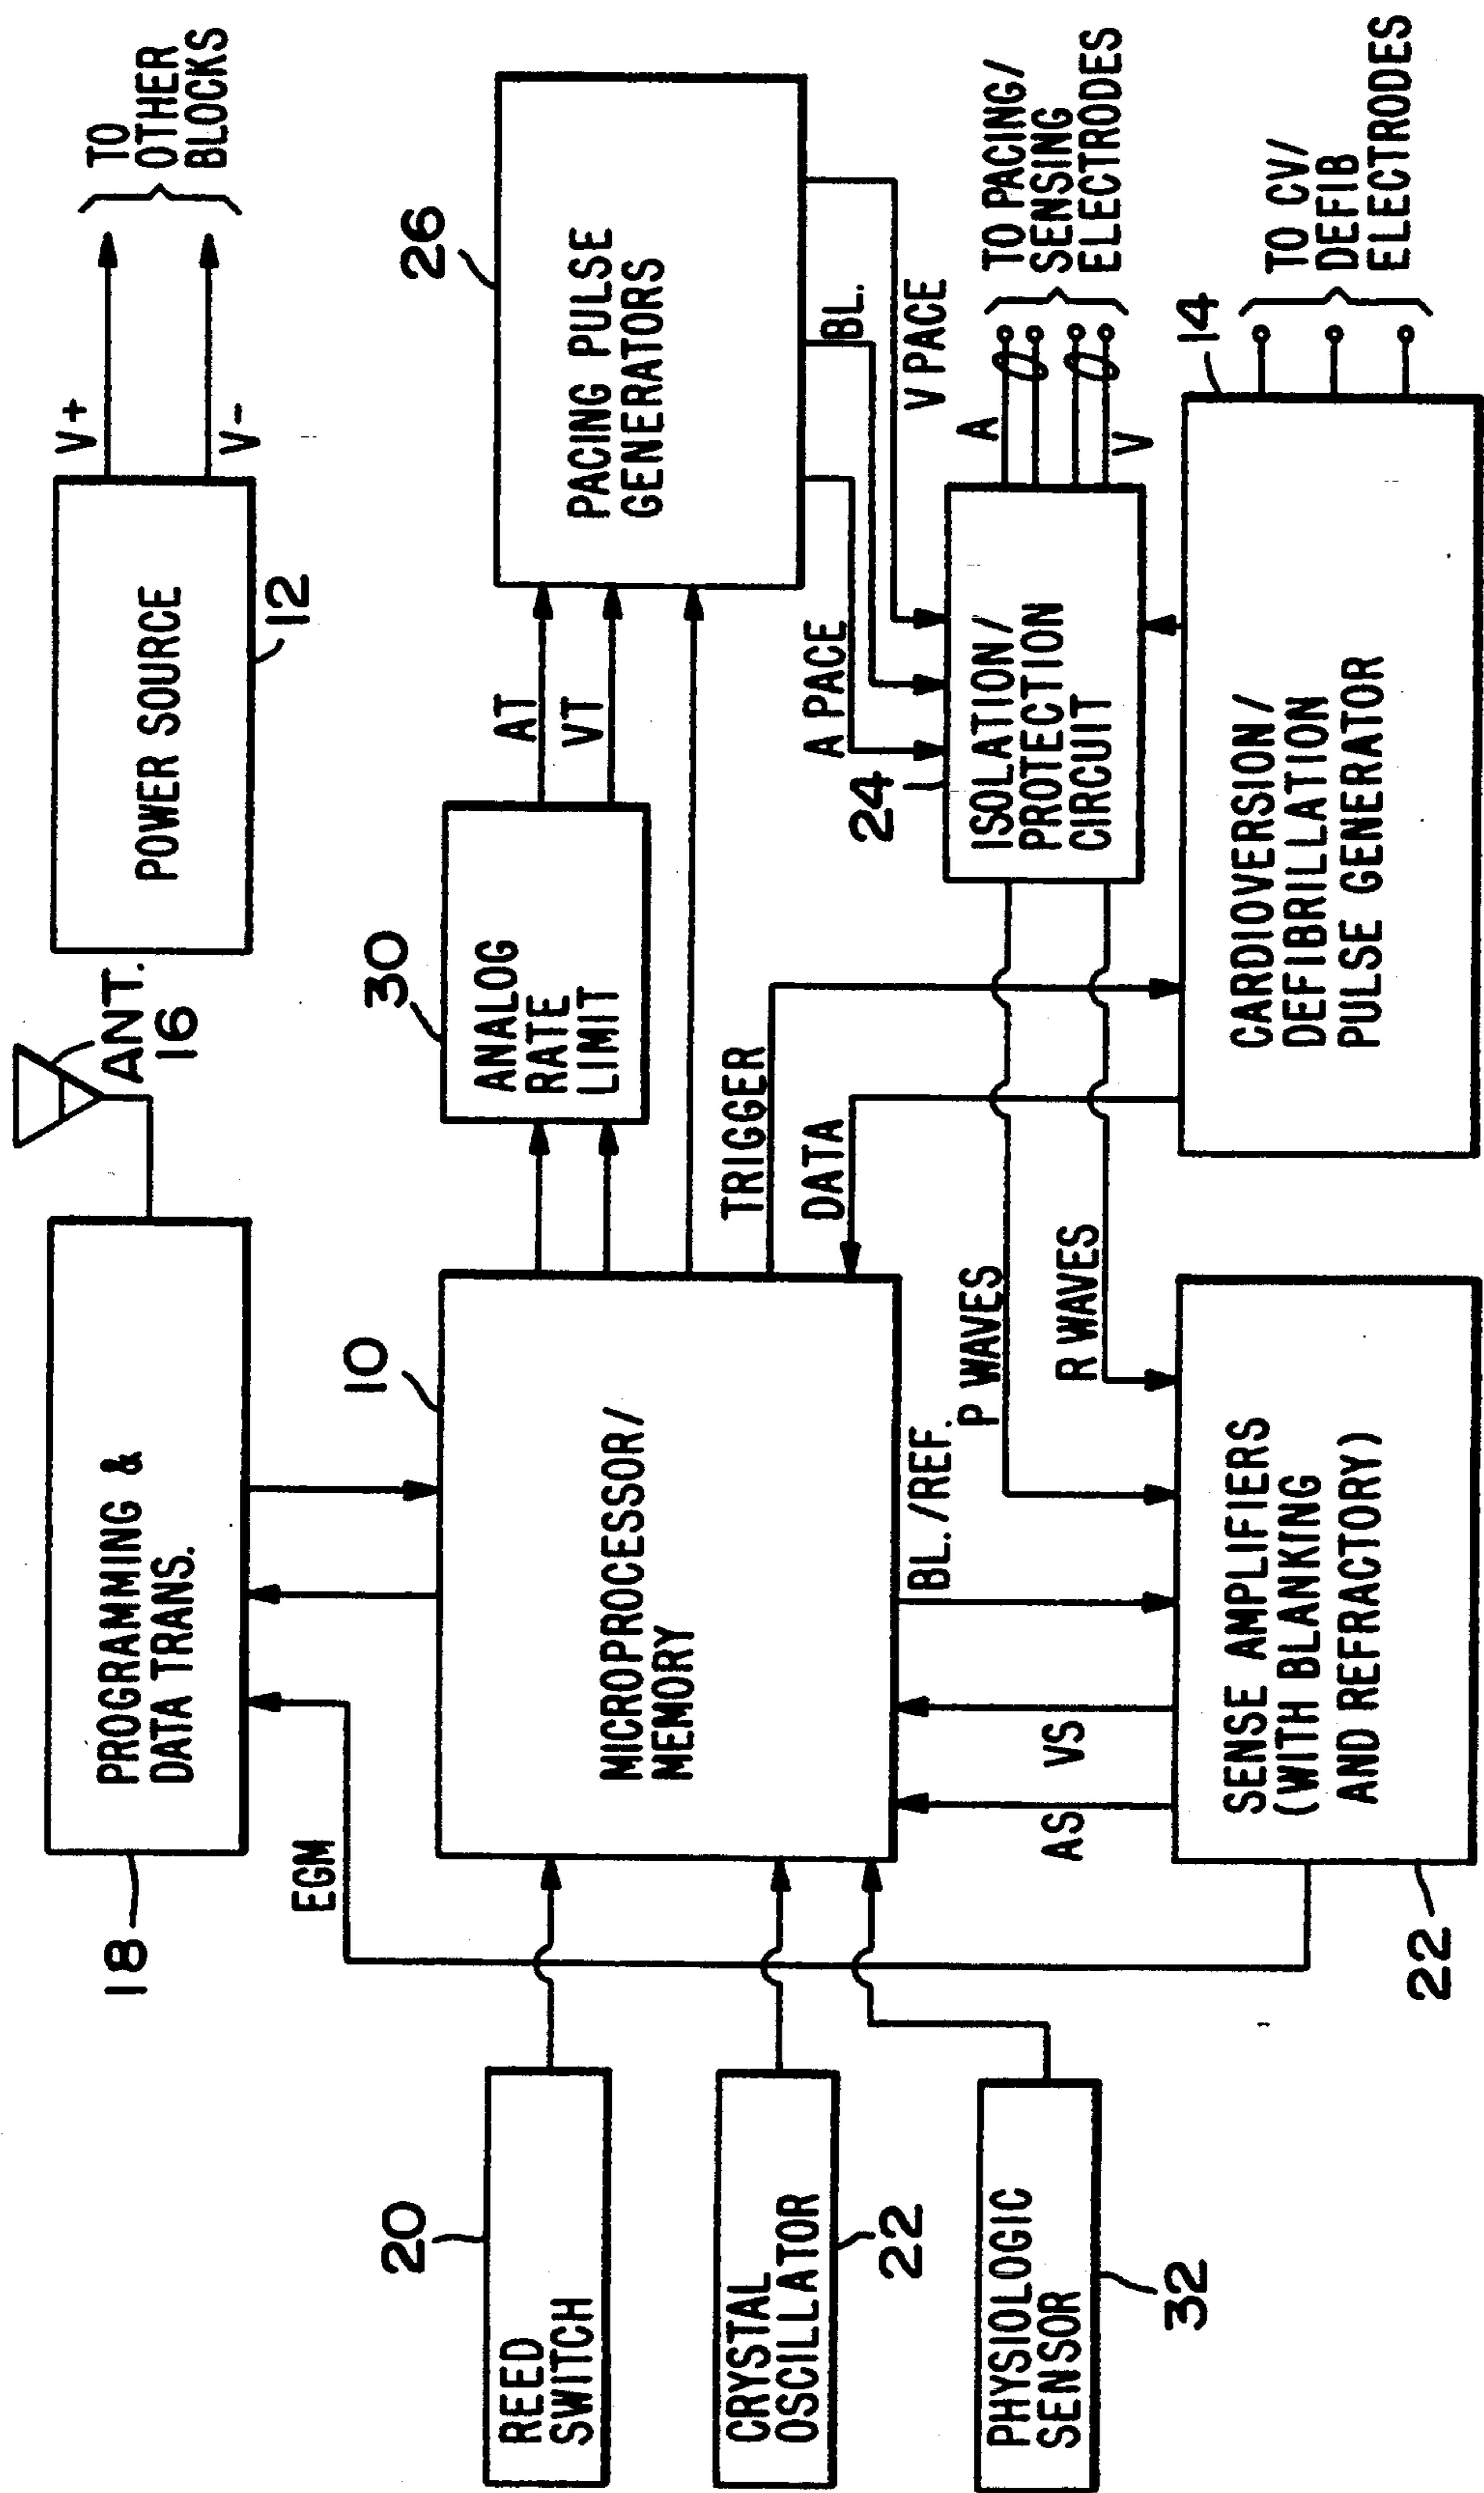 ANT.
16
V+
V-
TO
OTHER
BLOCKS
18
PROGRAMMING &
DATA TRANS.
POWER SOURCE
12
EGM
10
30
26
20
REED
SWITCH
MICROPROCESSOR/
MEMORY
ANALOG
RATE
LIMIT
AT
VT
PACING PULSE
GENERATORS
CRYSTAL
OSCILLATOR
22
TRIGGER
DATA
A PACE
BL.
V PACE
24
BL./REF.
P WAVES
R WAVES
ISOLATION/
PROTECTION
CIRCUIT
A
V
TO PACING/
SENSING
ELECTRODES
PHYSIOLOGIC
SENSOR
32
AS
VS
14
SENSE AMPLIFIERS
(WITH BLANKING
AND REFRACTORY)
22
CARDIOVERSION/
DEFIBRILLATION
PULSE GENERATOR
TO CV/
DEFIB
ELECTRODES